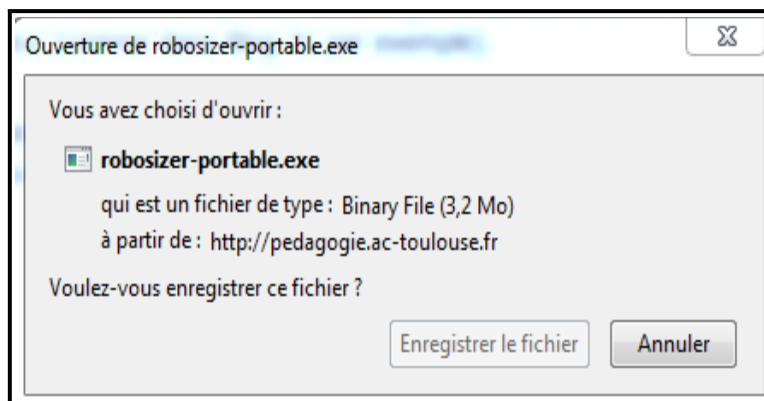 Ouverture de robosizer-portable.exe
Vous avez choisi d'ouvrir :
robosizer-portable.exe
qui est un fichier de type : Binary File (3,2 Mo)
à partir de : http://pedagogie.ac-toulouse.fr
Voulez-vous enregistrer ce fichier ?
Enregistrer le fichier Annuler